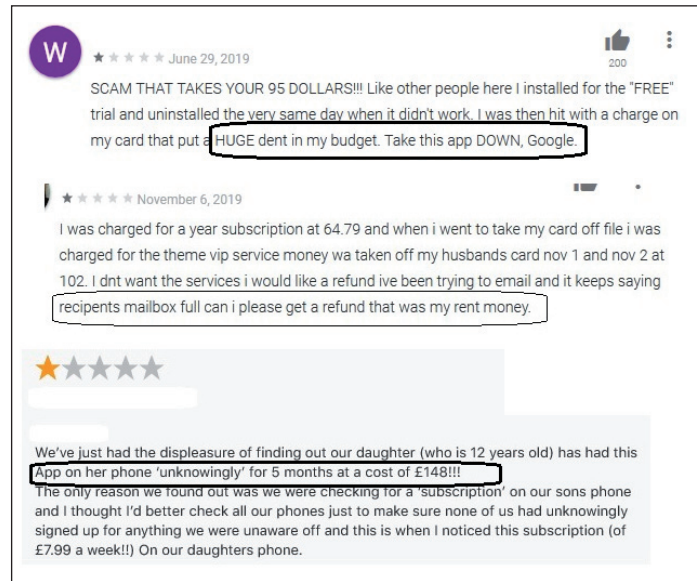 W
June 29, 2019
200
SCAM THAT TAKES YOUR 95 DOLLARS!!! Like other people here I installed for the "FREE"
trial and uninstalled the very same day when it didn't work. I was then hit with a charge on
my card that put a HUGE dent in my budget. Take this app DOWN, Google.
November 6, 2019
I was charged for a year subscription at 64.79 and when i went to take my card off file i was
charged for the theme vip service money wa taken off my husbands card nov 1 and nov 2 at
102. I dnt want the services i would like a refund ive been trying to email and it keeps saying
recipents mailbox full can i please get a refund that was my rent money.
We've just had the displeasure of finding out our daughter (who is 12 years old) has had this
App on her phone 'unknowingly' for 5 months at a cost of £148!!!
The only reason we found out was we were checking for a 'subscription' on our sons phone
and I thought I'd better check all our phones just to make sure none of us had unknowingly
signed up for anything we were unaware off and this is when I noticed this subscription (of
£7.99 a week!!) On our daughters phone.